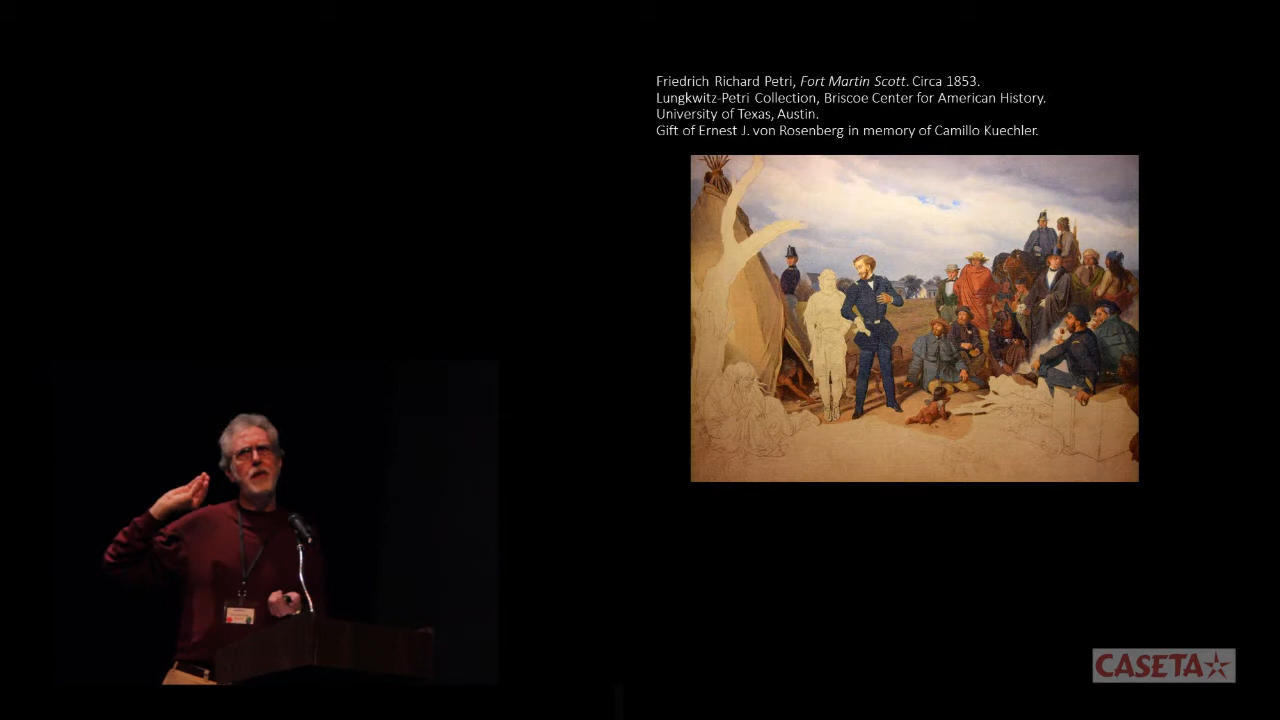 Friedrich Richard Petri, Fort Martin Scott. Circa 1853.
Lungkwitz-Petri Collection, Briscoe Center for American History.
University of Texas, Austin.
Gift of Ernest J. von Rosenberg in memory of Camillo Kuechler.
CASETA